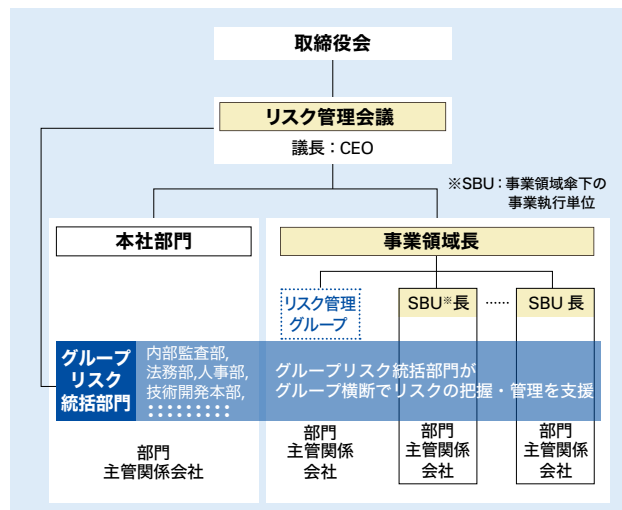 取締役会
リスク管理会議
議長：CEO
※SBU：事業領域傘下の
事業執行単位
本社部門
事業領域長
リスク管理
グループ
SBU※長
……
SBU 長
グループ
リスク
統括部門
内部監査部,
法務部,人事部,
技術開発本部,
•••••••••
グループリスク統括部門が
グループ横断でリスクの把握・管理を支援
部門
主管関係会社
部門
主管関係
会社
部門
主管関係
会社
部門
主管関係
会社